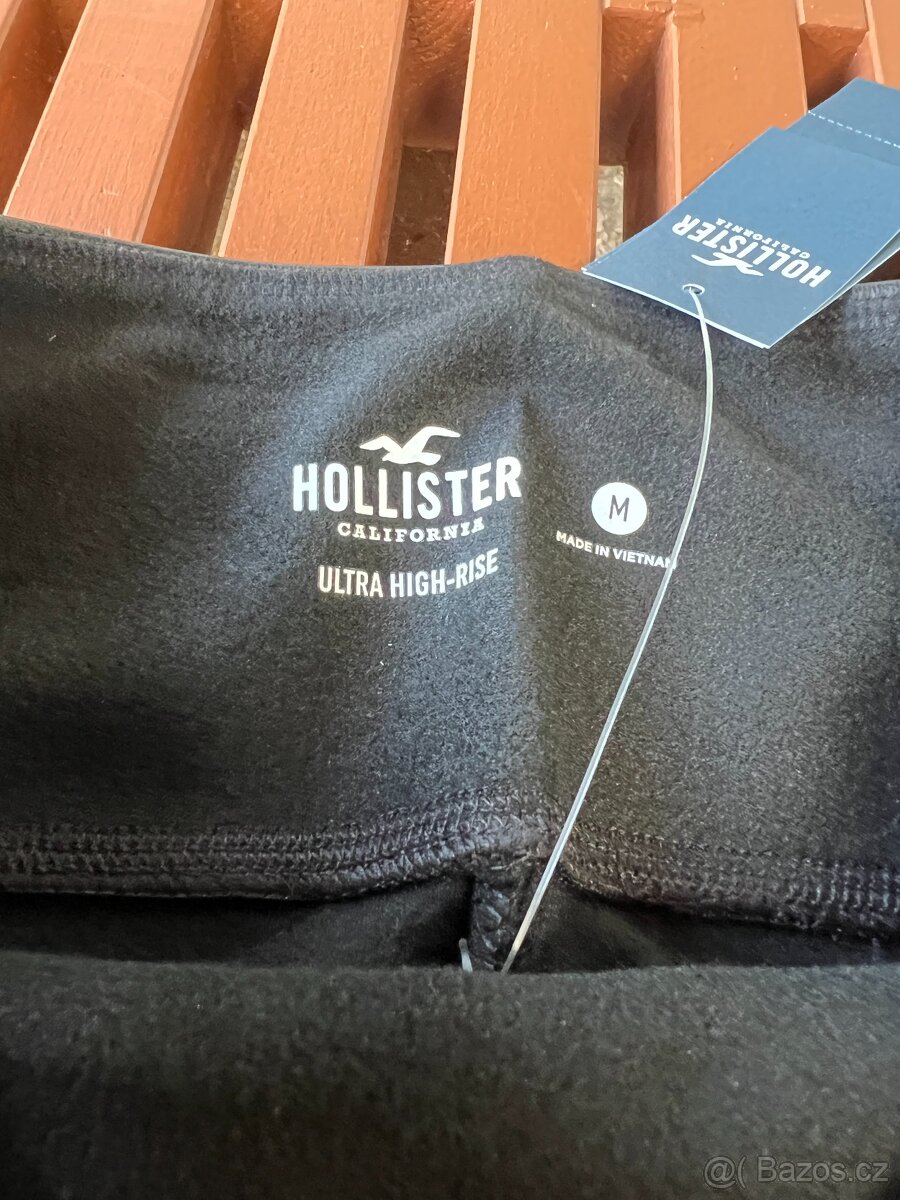 HOLLISTER
CALIFORNIA
HOLLISTER
CALIFORNIA
ULTRA HIGH-RISE
M
MADE IN VIETNAM
@( Bazos.cz